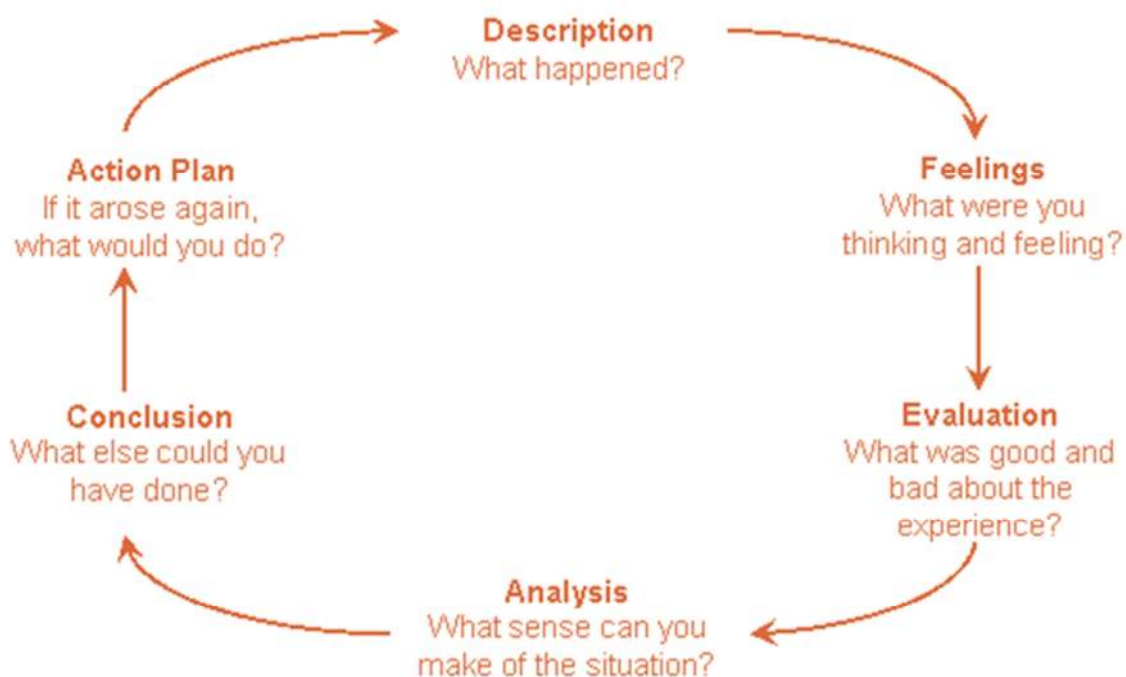 Description
What happened?
Feelings
What were you
thinking and feeling?
Evaluation
What was good and
bad about the
experience?
Analysis
What sense can you
make of the situation?
Conclusion
What else could you
have done?
Action Plan
If it arose again,
what would you do?